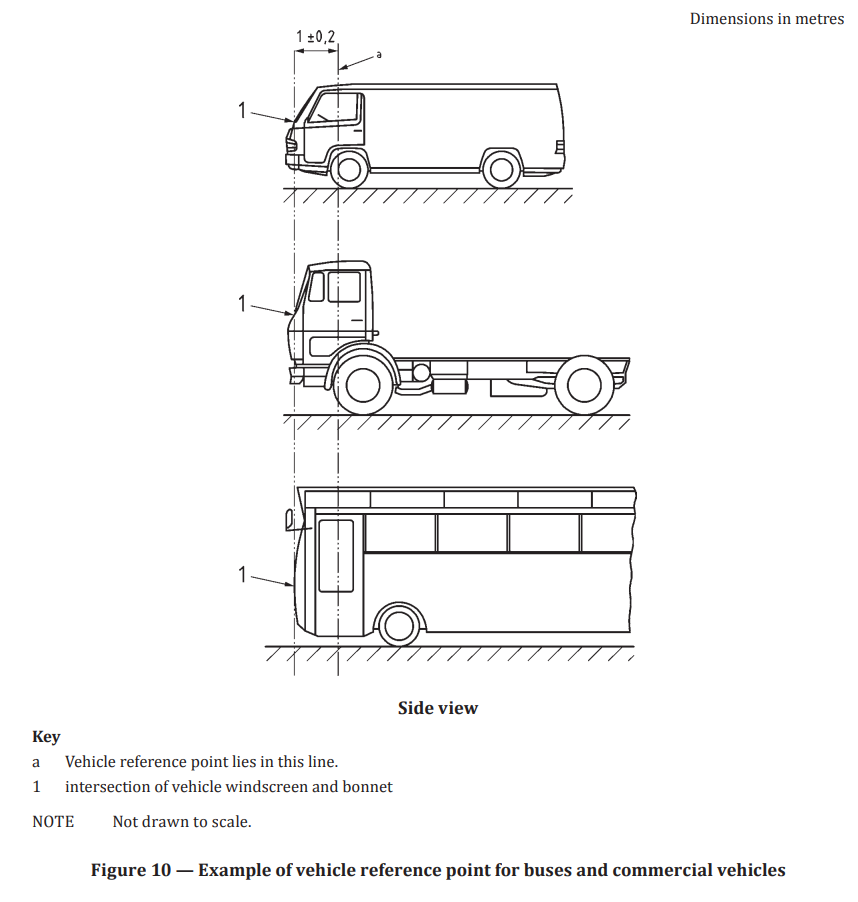 Dimensions in metres
1 ±0,2
a
1
1
1
Side view
Key
a Vehicle reference point lies in this line.
1 intersection of vehicle windscreen and bonnet
NOTE Not drawn to scale.
Figure 10 — Example of vehicle reference point for buses and commercial vehicles